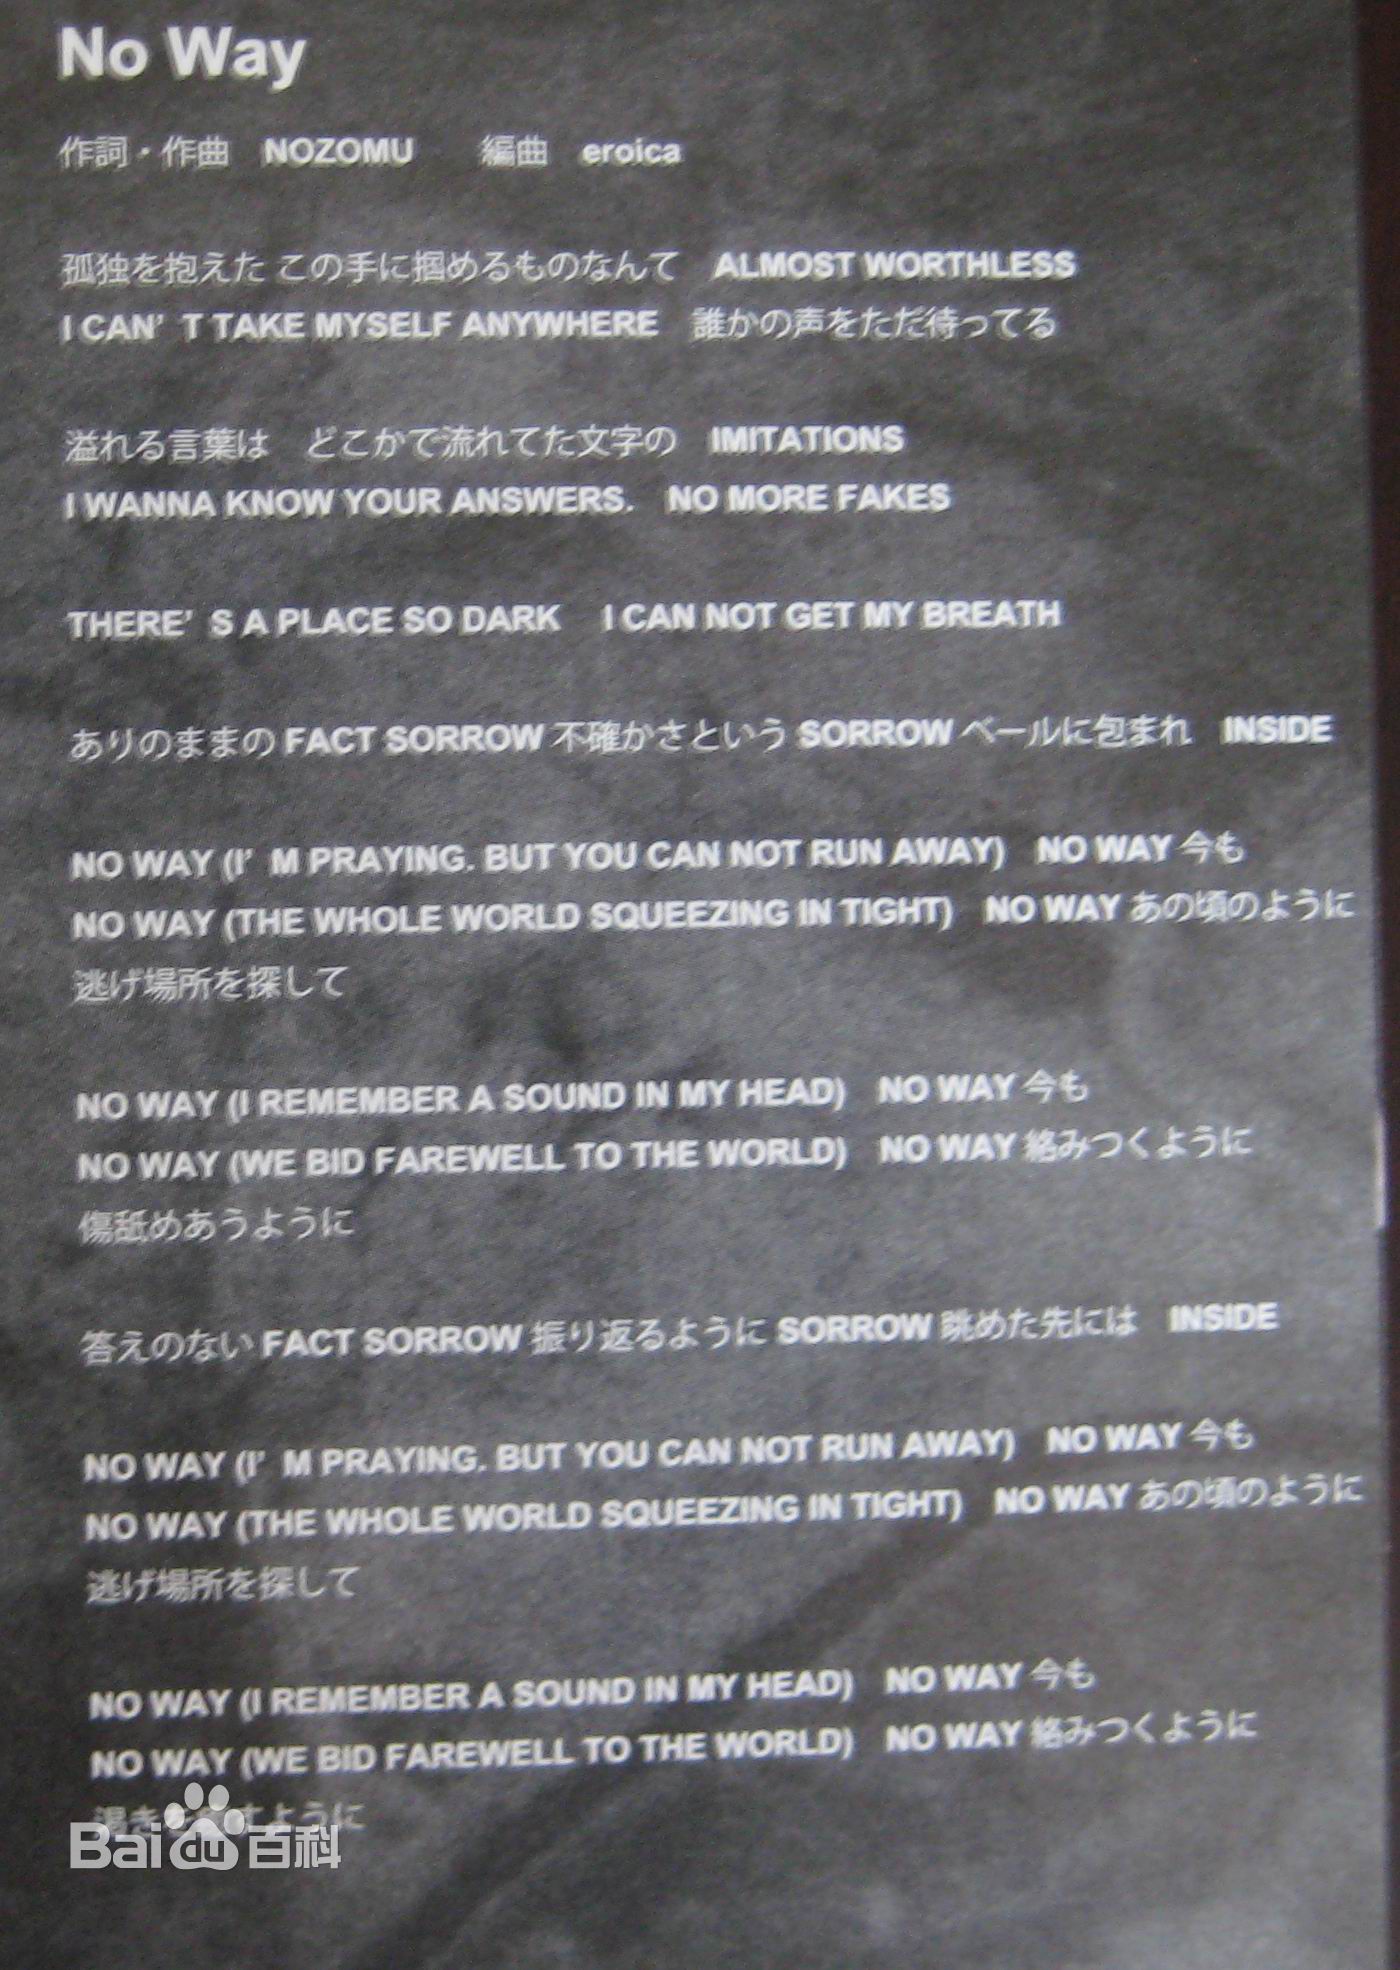 No Way
作詞・作曲　NOZOMU　　編曲　eroica
孤独を抱えた この手に掴めるものなんて　ALMOST WORTHLESS
I CAN’T TAKE MYSELF ANYWHERE　誰かの声をただ待ってる
溢れる言葉は　どこかで流れてた文字の　IMITATIONS
I WANNA KNOW YOUR ANSWERS.　NO MORE FAKES
THERE’S A PLACE SO DARK　I CAN NOT GET MY BREATH
ありのままの FACT SORROW 不確かさという SORROW ベールに包まれ　INSIDE
NO WAY (I’M PRAYING. BUT YOU CAN NOT RUN AWAY)　NO WAY 今も
NO WAY (THE WHOLE WORLD SQUEEZING IN TIGHT)　NO WAY あの頃のように
逃げ場所を探して
NO WAY (I REMEMBER A SOUND IN MY HEAD)　NO WAY 今も
NO WAY (WE BID FAREWELL TO THE WORLD)　NO WAY 絡みつくように
傷舐めあうように
答えのない FACT SORROW 振り返るように SORROW 眺めた先には　INSIDE
NO WAY (I’M PRAYING. BUT YOU CAN NOT RUN AWAY)　NO WAY 今も
NO WAY (THE WHOLE WORLD SQUEEZING IN TIGHT)　NO WAY あの頃のように
逃げ場所を探して
NO WAY (I REMEMBER A SOUND IN MY HEAD)　NO WAY 今も
NO WAY (WE BID FAREWELL TO THE WORLD)　NO WAY 絡みつくように
渇きを すように
Bai du 百科